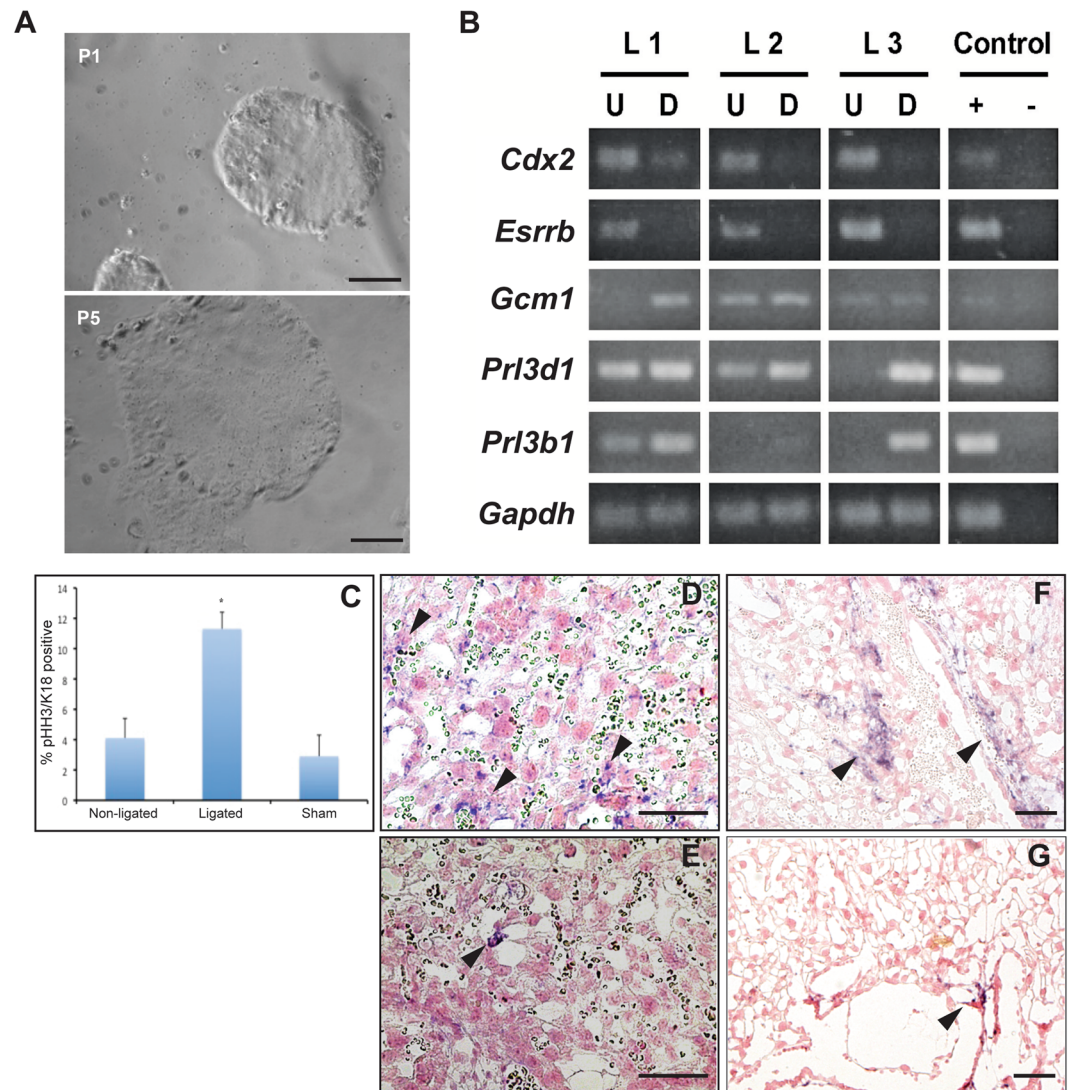 A
P1
P5
B
L 1 L 2 L 3 Control
U D U D U D + -
Cdx2
Esrrb
Gcm1
Prl3d1
Prl3b1
Gapdh
C
% pHH3/K18 positive
14
12
10
8
6
4
2
0
*
Non-ligated Ligated Sham
D
E
F
G